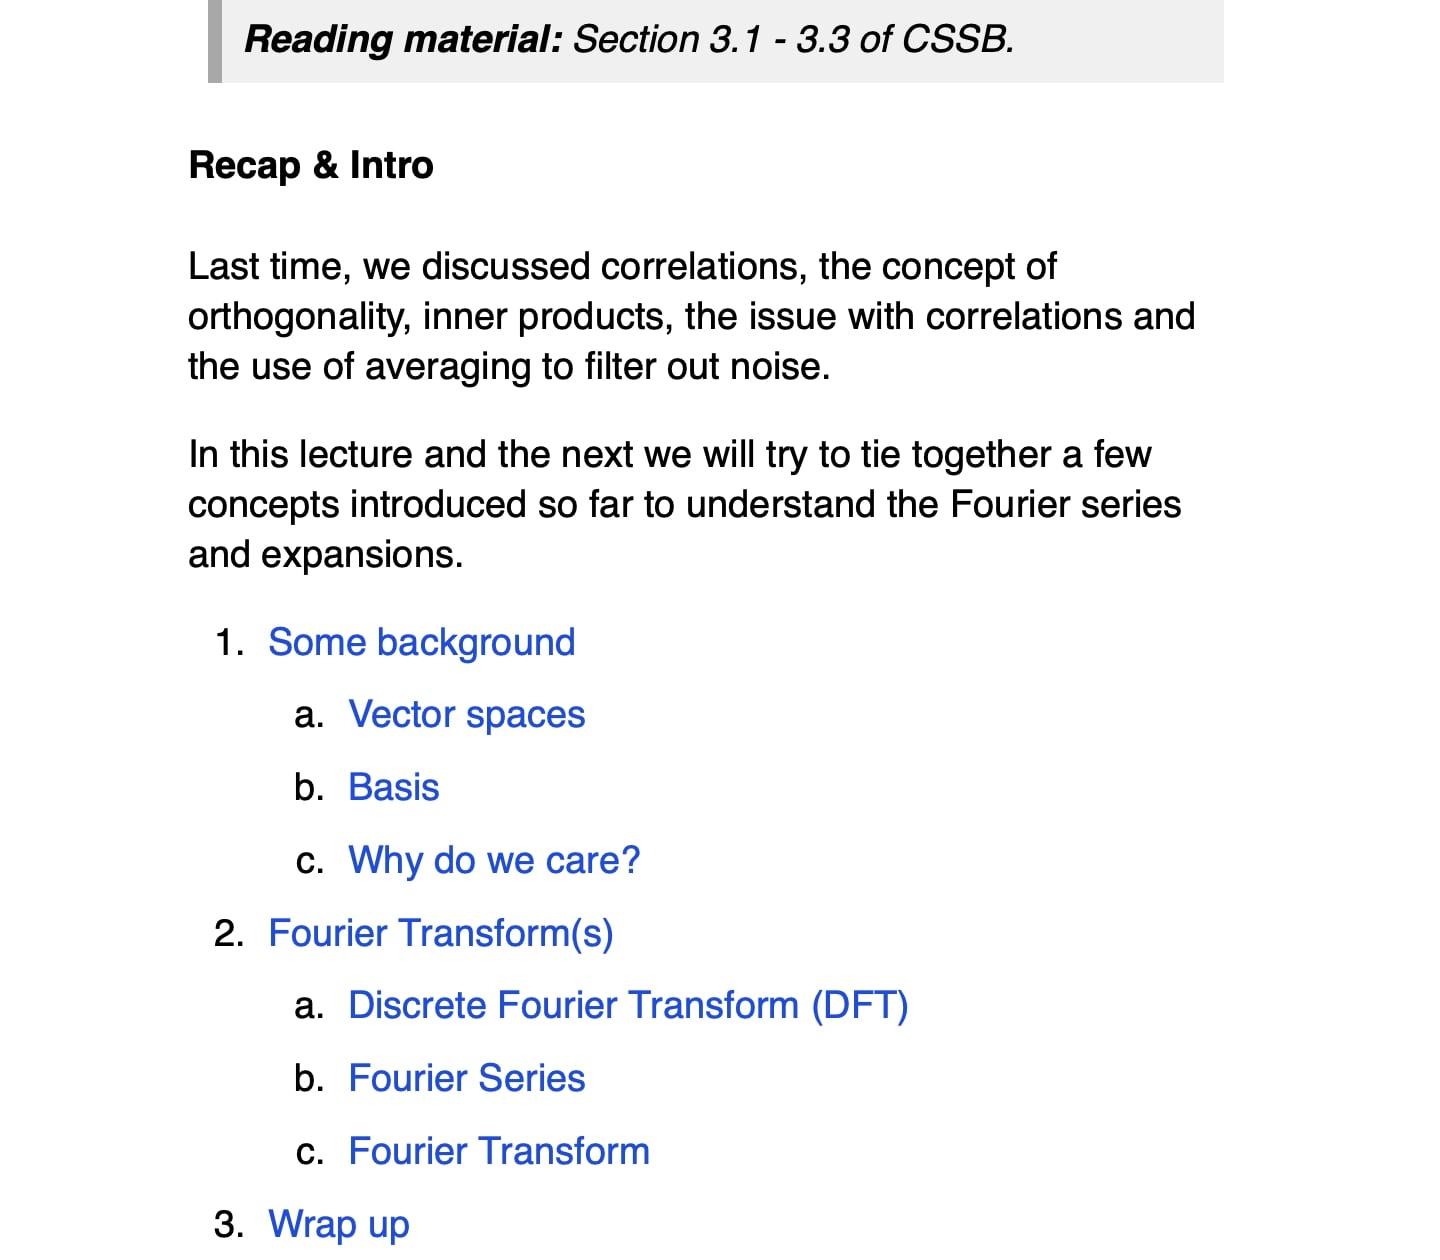 Reading material: Section 3.1 - 3.3 of CSSB.
Recap & Intro
Last time, we discussed correlations, the concept of
orthogonality, inner products, the issue with correlations and
the use of averaging to filter out noise.
In this lecture and the next we will try to tie together a few
concepts introduced so far to understand the Fourier series
and expansions.
1. Some background
a. Vector spaces
b. Basis
c. Why do we care?
2. Fourier Transform(s)
a. Discrete Fourier Transform (DFT)
b. Fourier Series
c. Fourier Transform
3. Wrap up